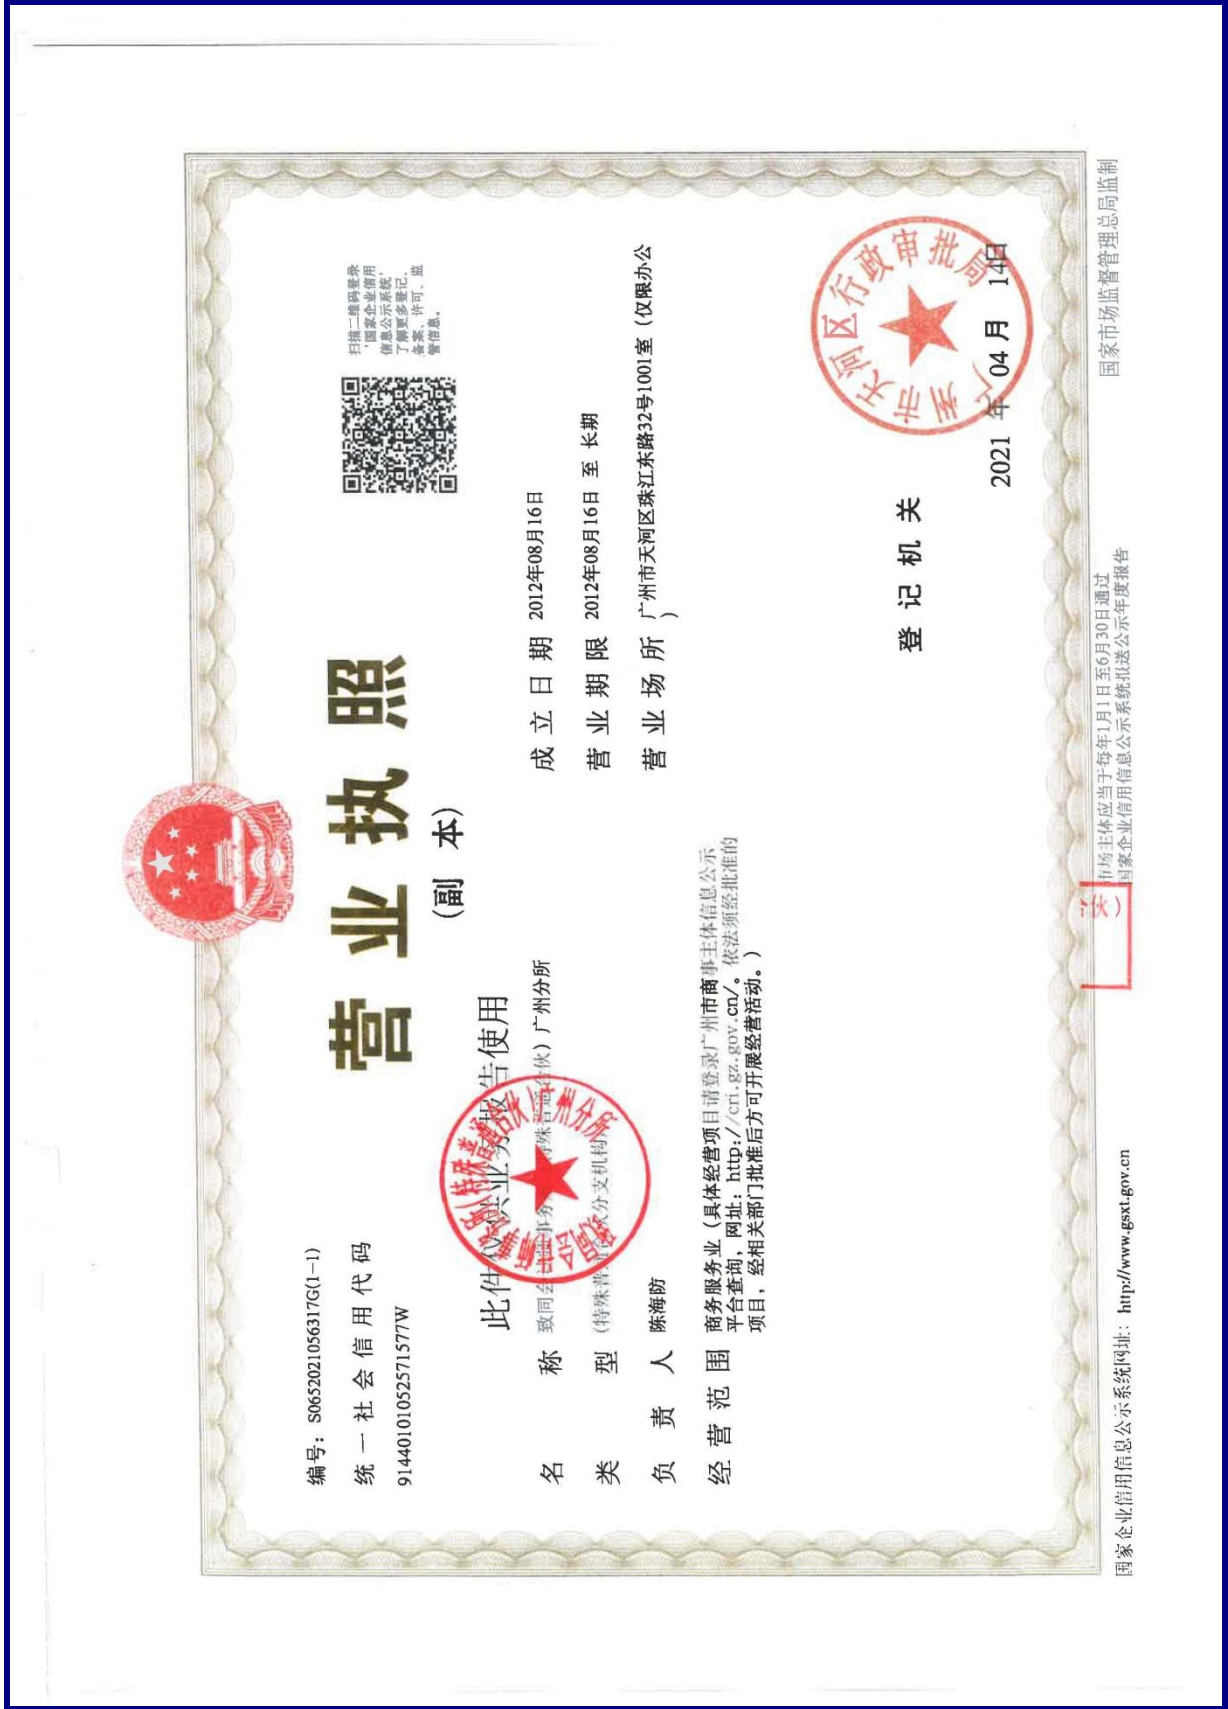 编号：S0652021056317G(1-1)
统一社会信用代码
91440101052571577W
营业执照
（副 本）
扫描二维码登录
‘国家企业信用
信息公示系统’
了解更多登记、
备案、许可、监
管信息。
此件仅供业务报告使用
名 称 致同会计师事务所（特殊普通合伙）广州分所
类 型 （特殊普通合伙分支机构）
负 责 人 陈海防
经 营 范 围 商务服务业（具体经营项目请登录广州市商事主体信息公示
平台查询，网址：http://cri.gz.gov.cn/。依法须经批准的
项目，经相关部门批准后方可开展经营活动。）
成 立 日 期 2012年08月16日
营 业 期 限 2012年08月16日 至 长期
营 业 场 所 广州市天河区珠江东路32号1001室（仅限办公
）
登 记 机 关
广州市天河区行政审批局
2021 年 04 月 14日
国家企业信用信息公示系统网址：http://www.gsxt.gov.cn
市场主体应当于每年1月1日至6月30日通过
国家企业信用信息公示系统报送公示年度报告
国家市场监督管理总局监制